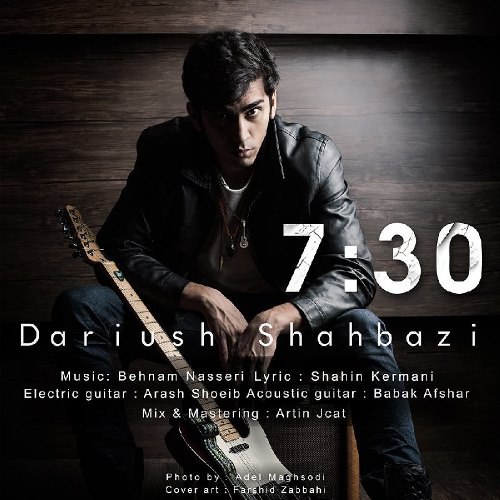 7:30
Dariush Shahbazi
Music: Behnam Nasseri Lyric : Shahin Kermani
Electric guitar : Arash Shoeib Acoustic guitar : Babak Afshar
Mix & Mastering : Artin Jcat
Photo by : Adel Maghsodi
Cover art : Farshid Zabbahi